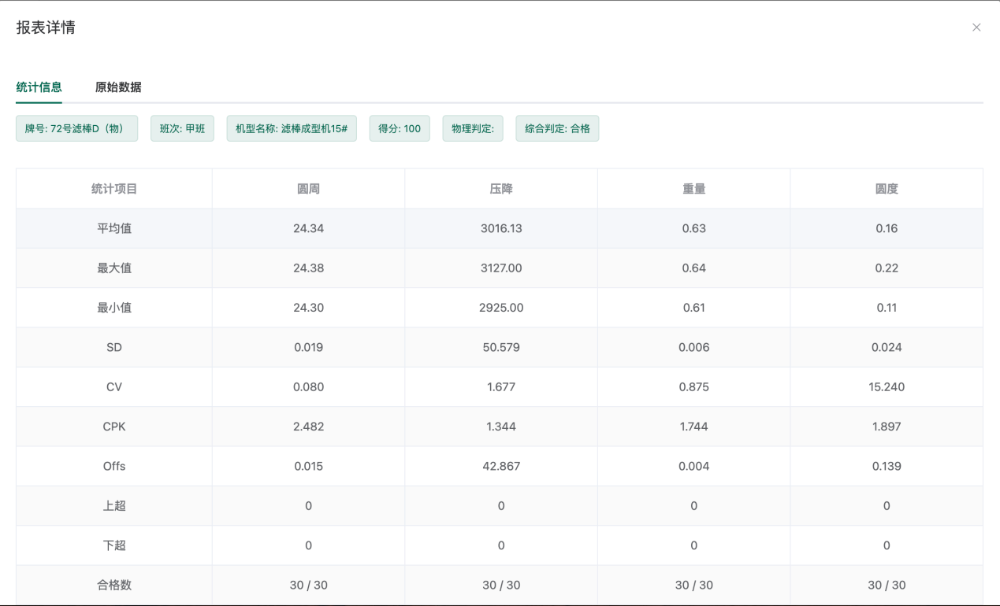 报表详情
统计信息 原始数据
牌号: 72号滤棒D（物） 班次: 甲班 机型名称: 滤棒成型机15# 得分: 100 物理判定: 综合判定: 合格
统计项目 圆周 压降 重量 圆度
平均值 24.34 3016.13 0.63 0.16
最大值 24.38 3127.00 0.64 0.22
最小值 24.30 2925.00 0.61 0.11
SD 0.019 50.579 0.006 0.024
CV 0.080 1.677 0.875 15.240
CPK 2.482 1.344 1.744 1.897
Offs 0.015 42.867 0.004 0.139
上超 0 0 0 0
下超 0 0 0 0
合格数 30 / 30 30 / 30 30 / 30 30 / 30